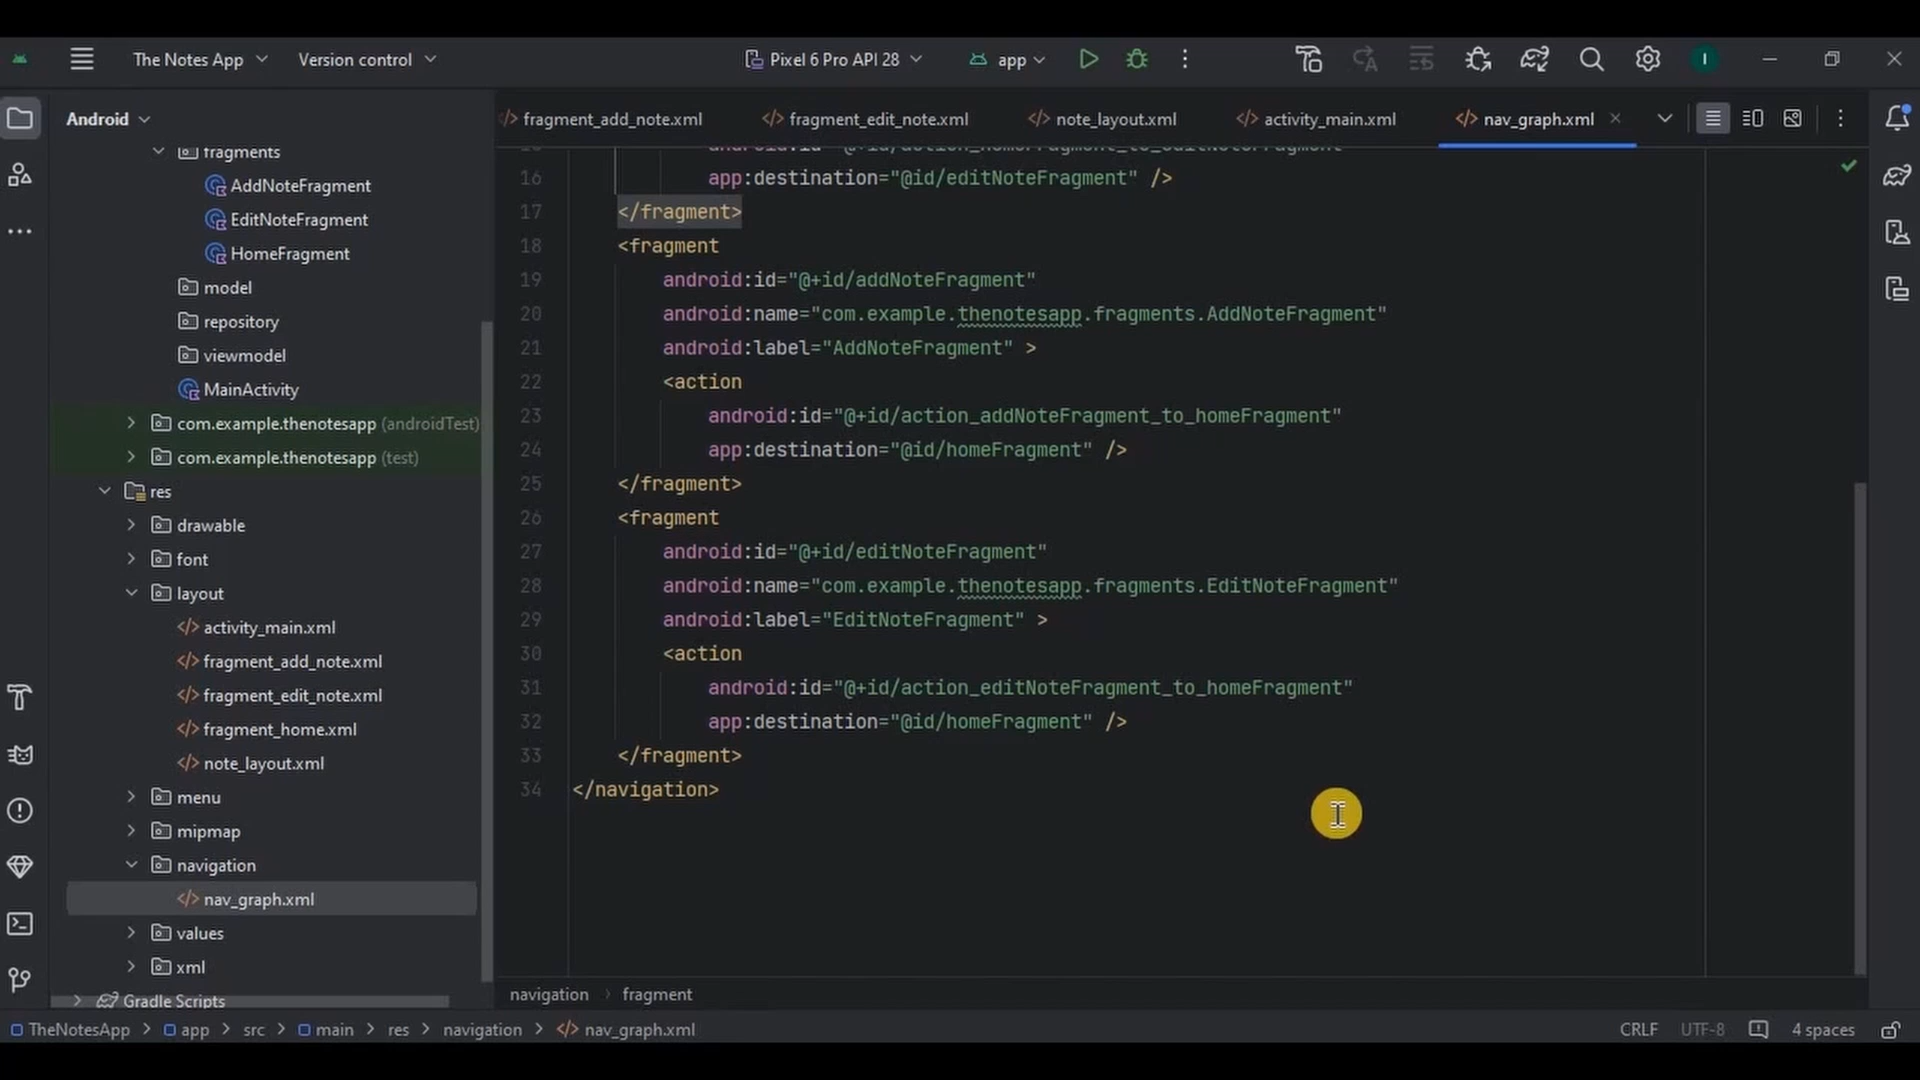 The Notes App
Version control
Pixel 6 Pro API 28
app
I
Android
fragment_add_note.xml
fragment_edit_note.xml
note_layout.xml
activity_main.xml
nav_graph.xml
fragments
AddNoteFragment
EditNoteFragment
HomeFragment
model
repository
viewmodel
MainActivity
com.example.thenotesapp (androidTest)
com.example.thenotesapp (test)
res
drawable
font
layout
activity_main.xml
fragment_add_note.xml
fragment_edit_note.xml
fragment_home.xml
note_layout.xml
menu
mipmap
navigation
nav_graph.xml
values
xml
Gradle Scripts
16 app:destination="@id/editNoteFragment" />
17 </fragment>
18 <fragment
19 android:id="@+id/addNoteFragment"
20 android:name="com.example.thenotesapp.fragments.AddNoteFragment"
21 android:label="AddNoteFragment" >
22 <action
23 android:id="@+id/action_addNoteFragment_to_homeFragment"
24 app:destination="@id/homeFragment" />
25 </fragment>
26 <fragment
27 android:id="@+id/editNoteFragment"
28 android:name="com.example.thenotesapp.fragments.EditNoteFragment"
29 android:label="EditNoteFragment" >
30 <action
31 android:id="@+id/action_editNoteFragment_to_homeFragment"
32 app:destination="@id/homeFragment" />
33 </fragment>
34 </navigation>
navigation > fragment
TheNotesApp > app > src > main > res > navigation > nav_graph.xml
CRLF UTF-8 4 spaces